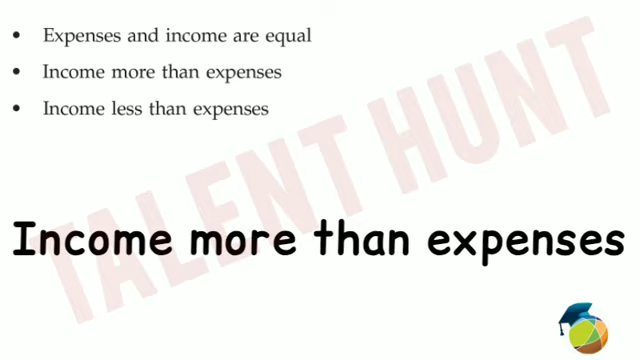 • Expenses and income are equal
• Income more than expenses
• Income less than expenses
TALENT HUNT
Income more than expenses